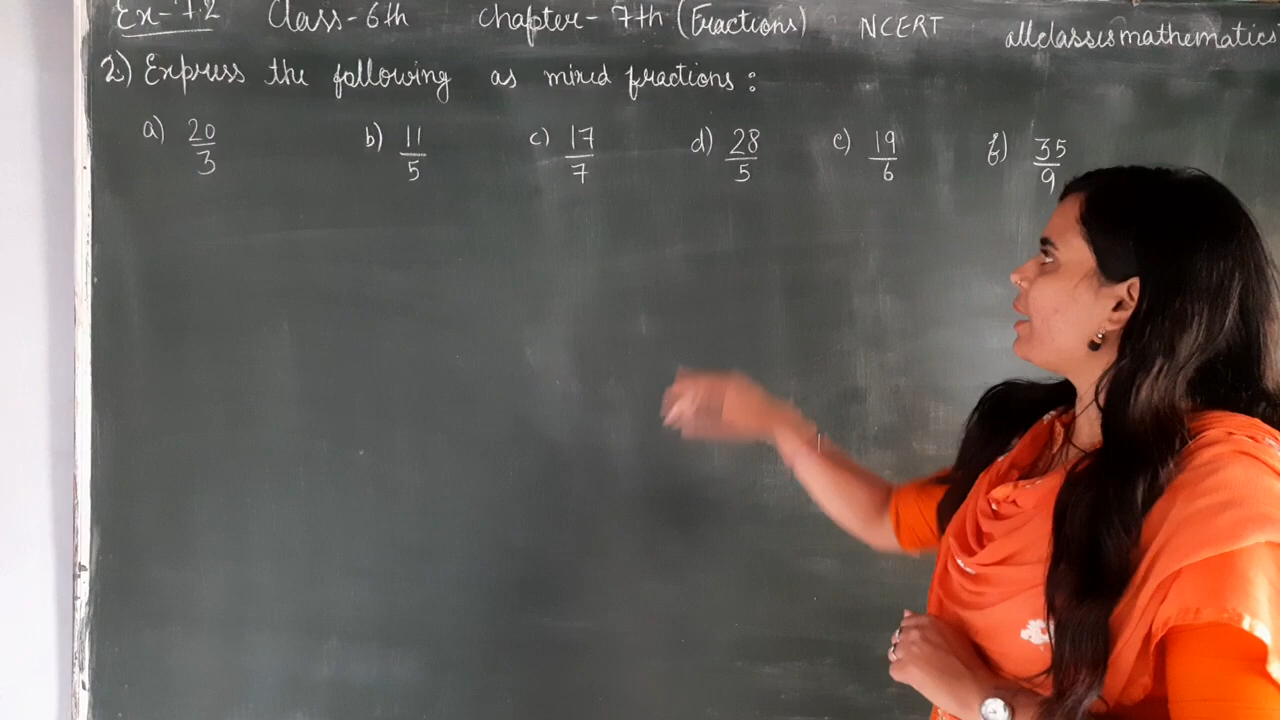 Ex-7.2 Class-6th Chapter-7th (Fractions) NCERT allclassesmathematics
2) Express the following as mixed fractions :
a) 20/3 b) 11/5 c) 17/7 d) 28/5 e) 19/6 f) 35/9